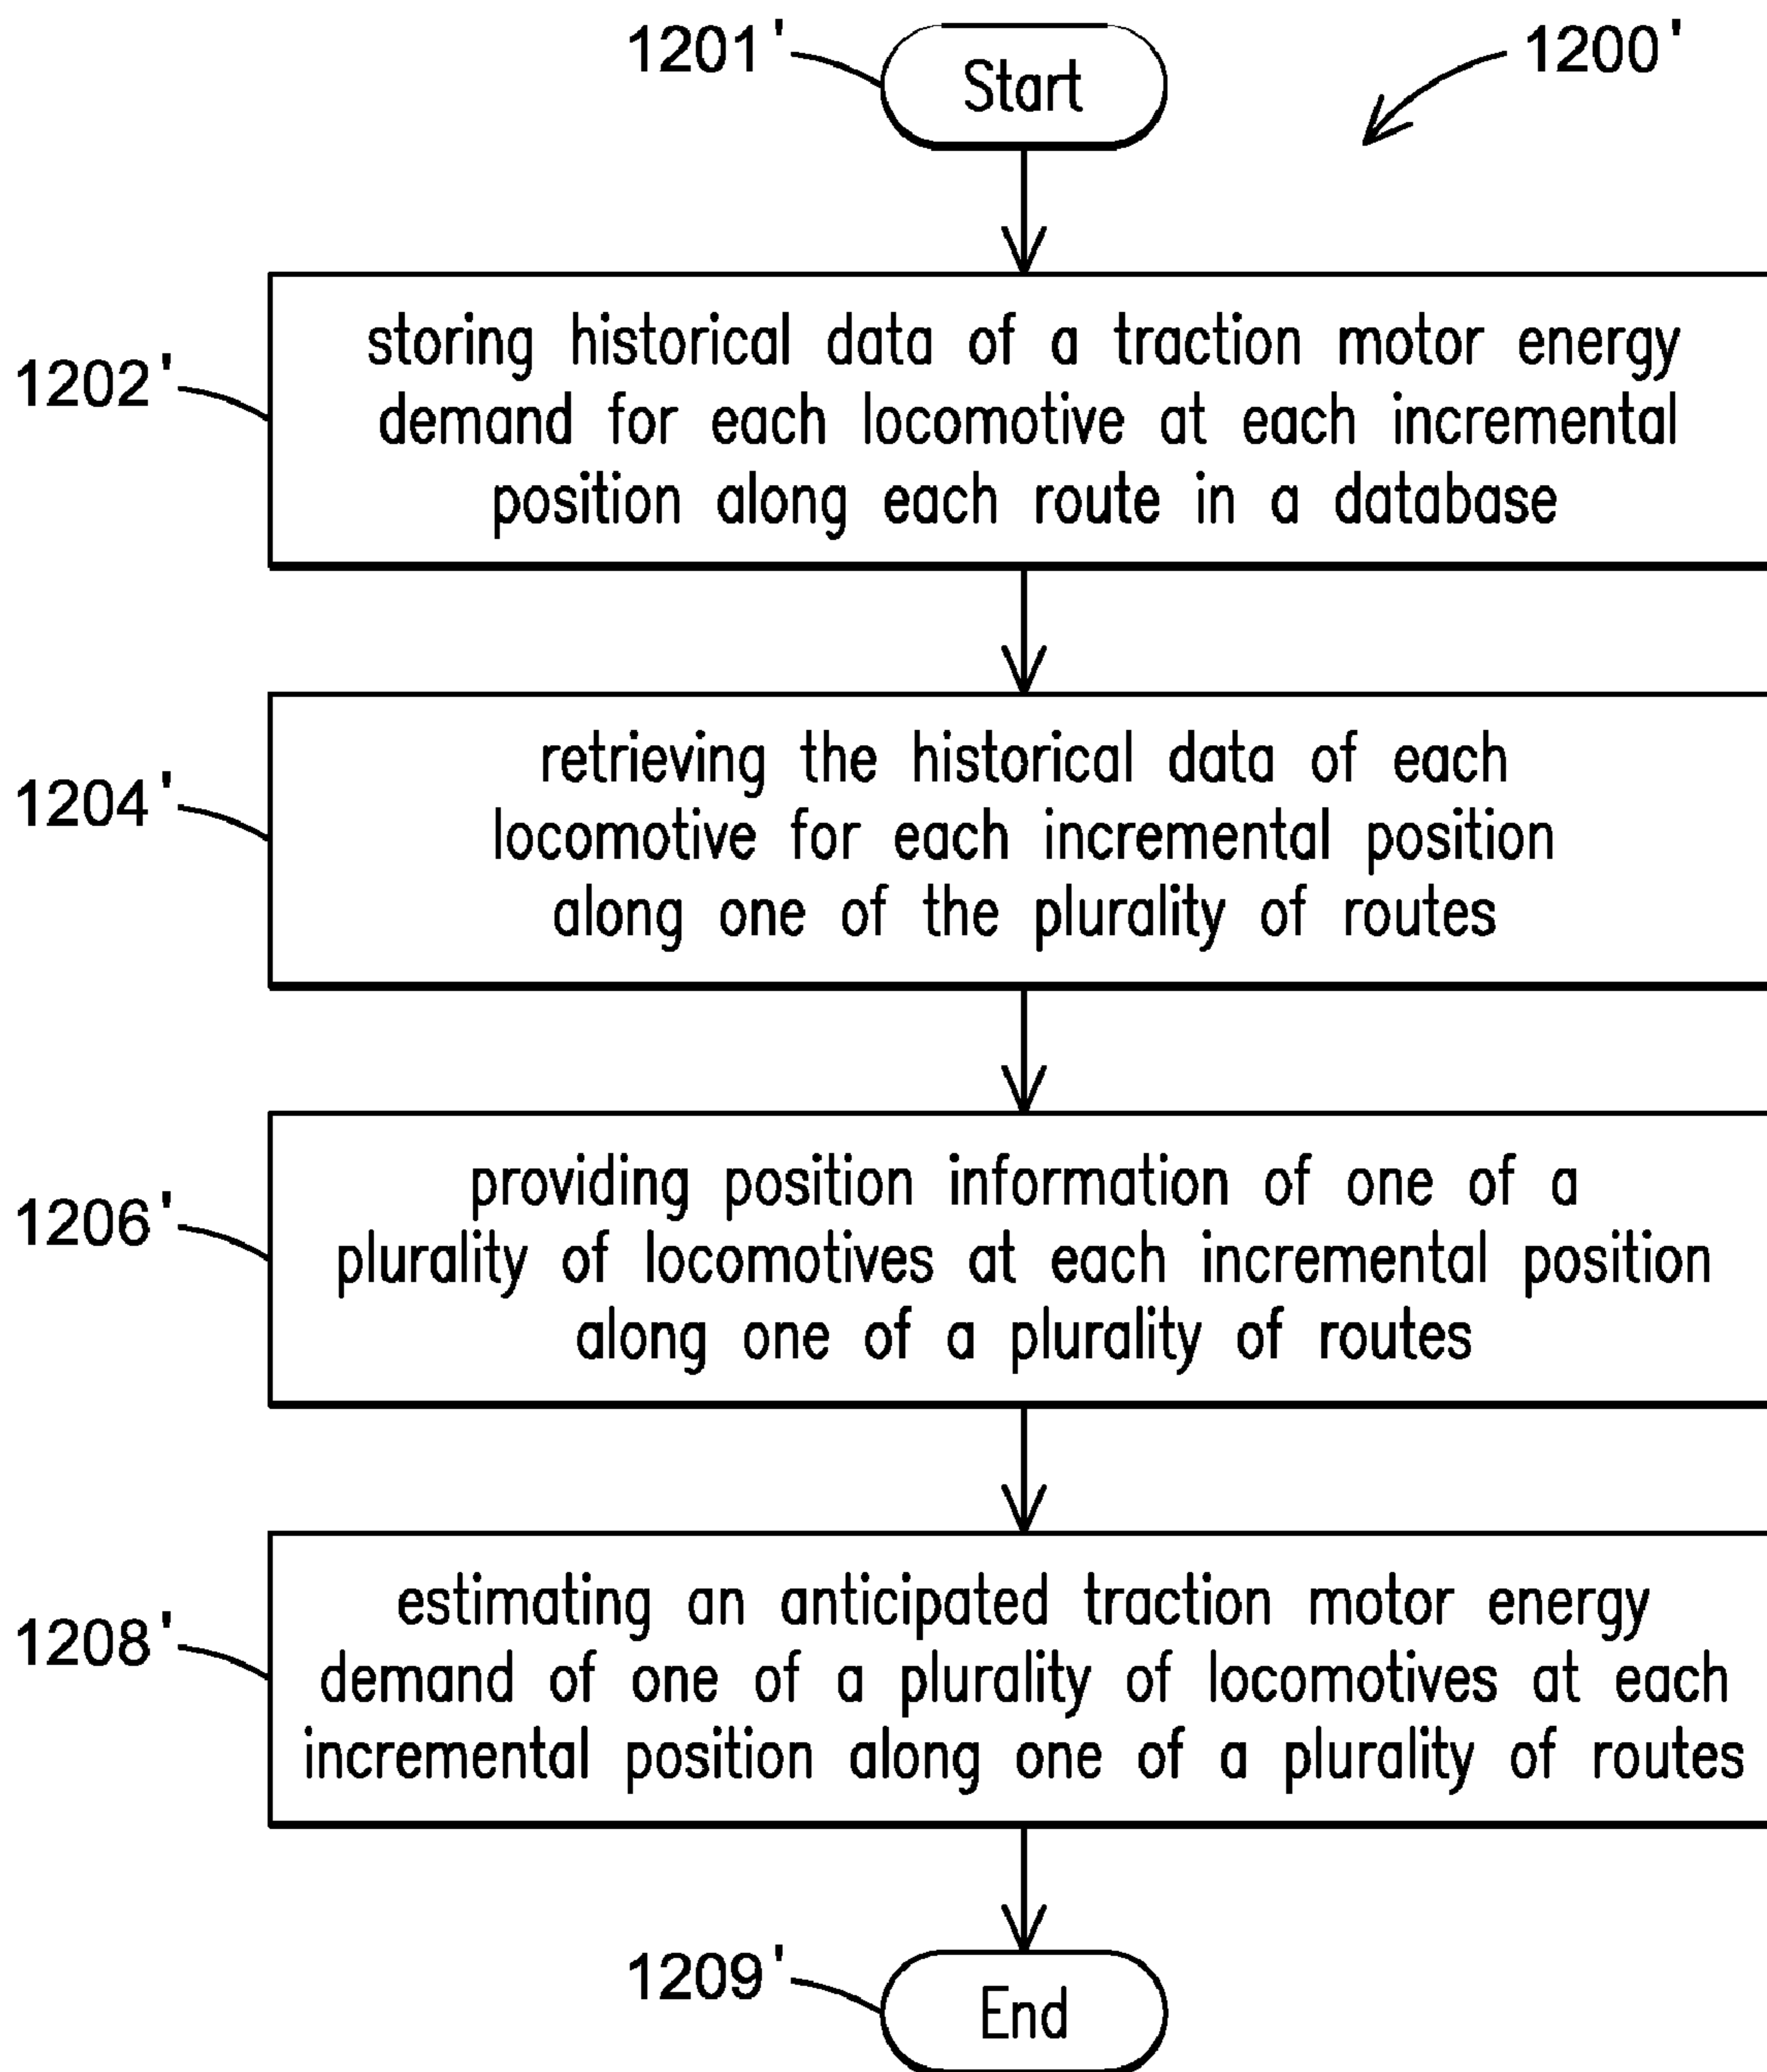 1201'
Start
1200'
1202'
storing historical data of a traction motor energy
demand for each locomotive at each incremental
position along each route in a database
1204'
retrieving the historical data of each
locomotive for each incremental position
along one of the plurality of routes
1206'
providing position information of one of a
plurality of locomotives at each incremental position
along one of a plurality of routes
1208'
estimating an anticipated traction motor energy
demand of one of a plurality of locomotives at each
incremental position along one of a plurality of routes
1209'
End